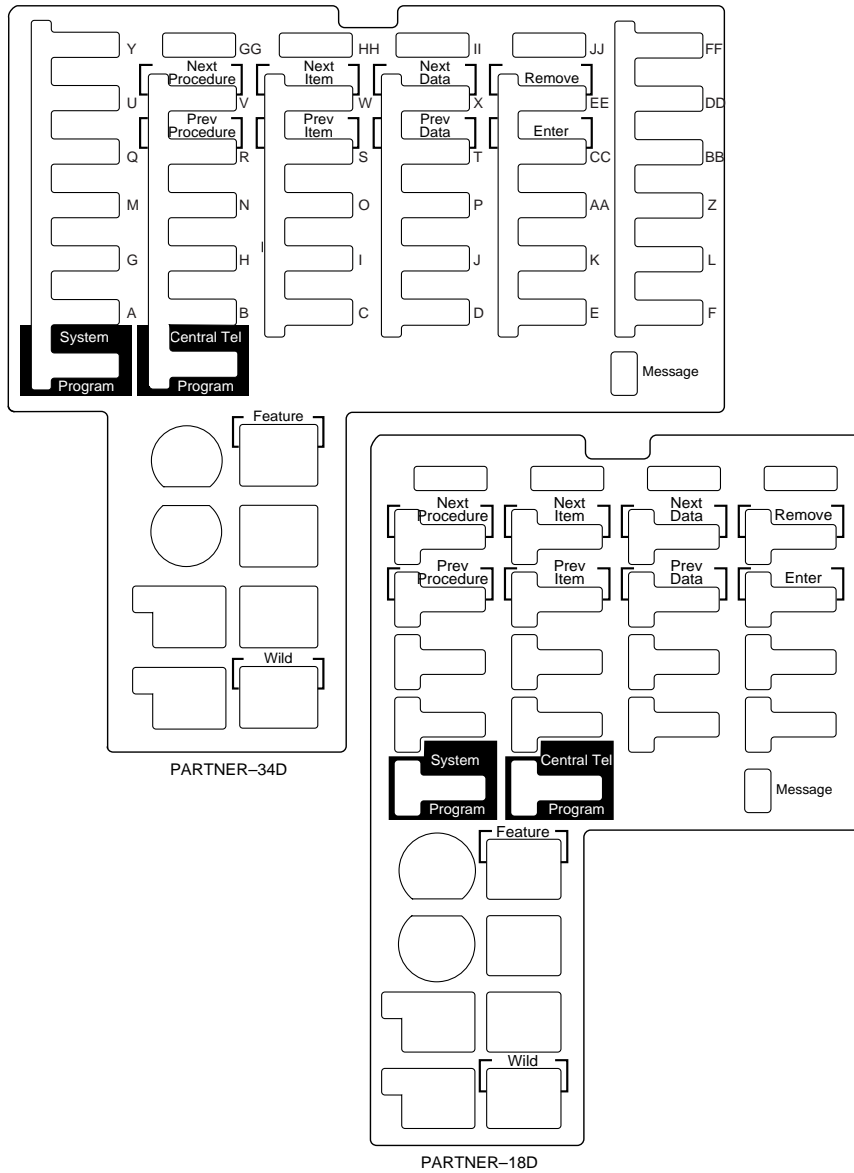 Y GG HH II JJ FF
Next Procedure Next Item Next Data Remove
U V W X EE DD
Prev Procedure Prev Item Prev Data Enter
Q R S T CC BB
M N O P AA Z
G H I J K L
A B C D E F
System Central Tel
Program Program
Message
Feature
Wild
PARTNER–34D
Next Procedure Next Item Next Data Remove
Prev Procedure Prev Item Prev Data Enter
System Central Tel
Program Program
Message
Feature
Wild
PARTNER–18D